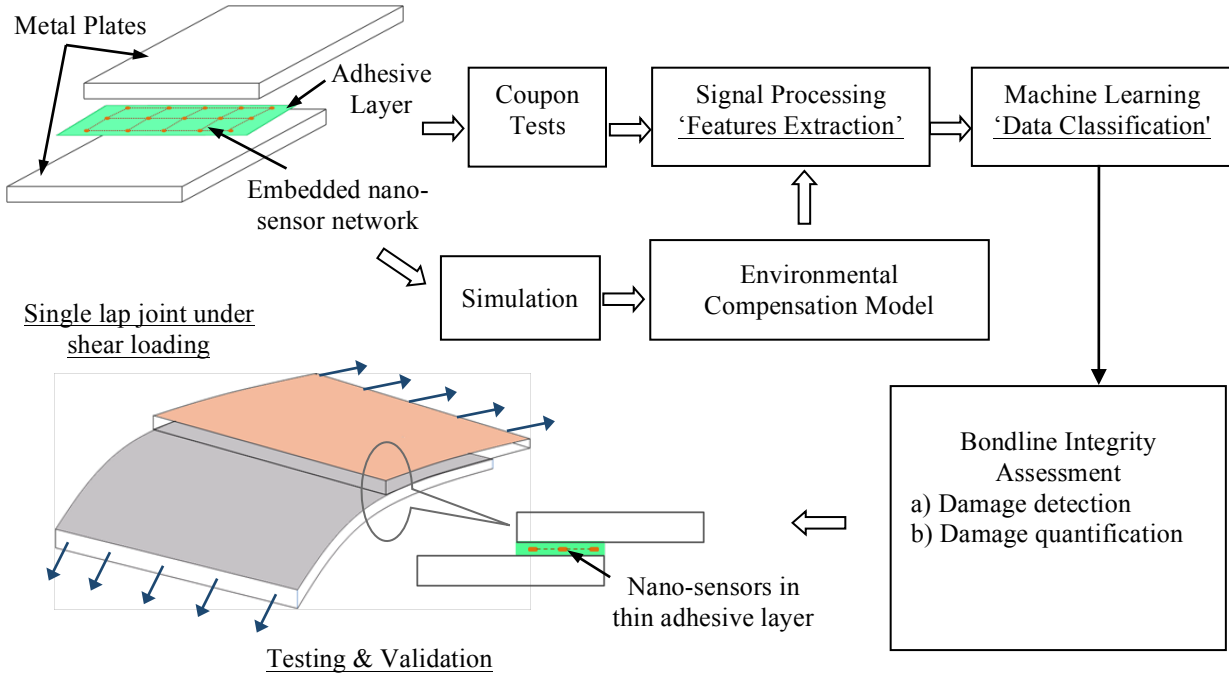 Metal Plates
Adhesive
Layer
Embedded nano-
sensor network
Coupon
Tests
Signal Processing
‘Features Extraction’
Machine Learning
‘Data Classification'
Simulation
Environmental
Compensation Model
Single lap joint under
shear loading
Bondline Integrity
Assessment
a) Damage detection
b) Damage quantification
Nano-sensors in
thin adhesive layer
Testing & Validation